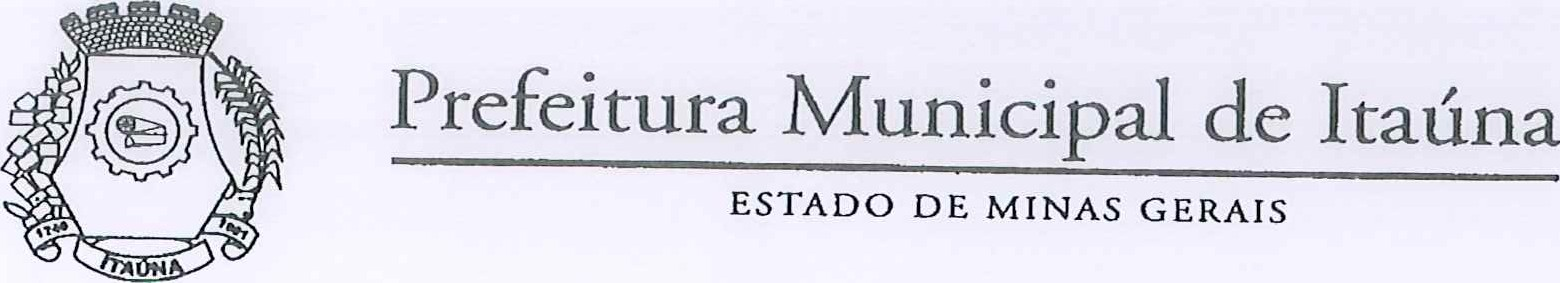 Prefeitura Municipal de Itaúna
ESTADO DE MINAS GERAIS
ITAÚNA